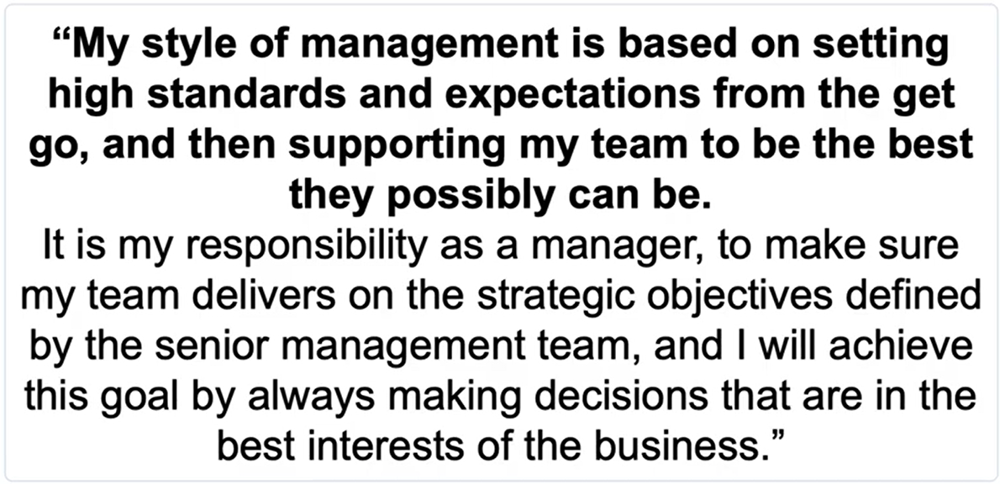 “My style of management is based on setting
high standards and expectations from the get
go, and then supporting my team to be the best
they possibly can be.
It is my responsibility as a manager, to make sure
my team delivers on the strategic objectives defined
by the senior management team, and I will achieve
this goal by always making decisions that are in the
best interests of the business.”